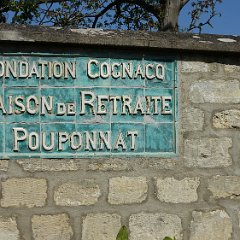 ONDATION COGNACQ
AISON DE RETRAITE
POUPONNAT